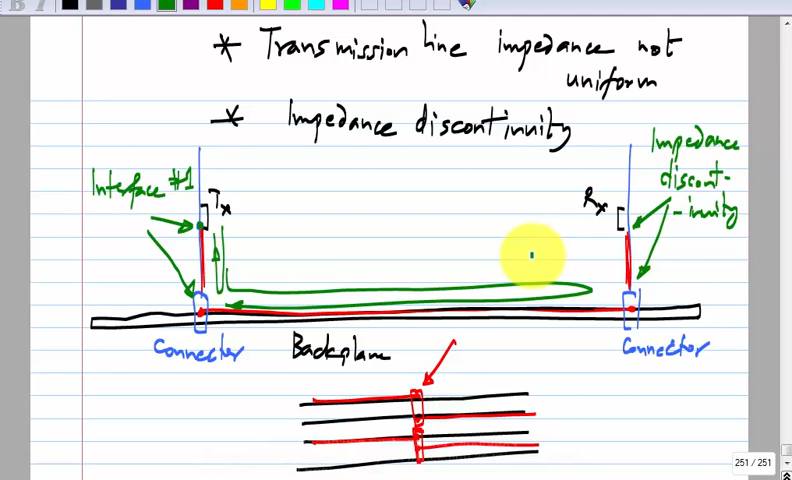 * Transmission line impedance not
uniform
* Impedance discontinuity
Interface #1
Tx
Rx
Impedance
discont-
-inuity
Connector
Backplane
Connector
251 / 251